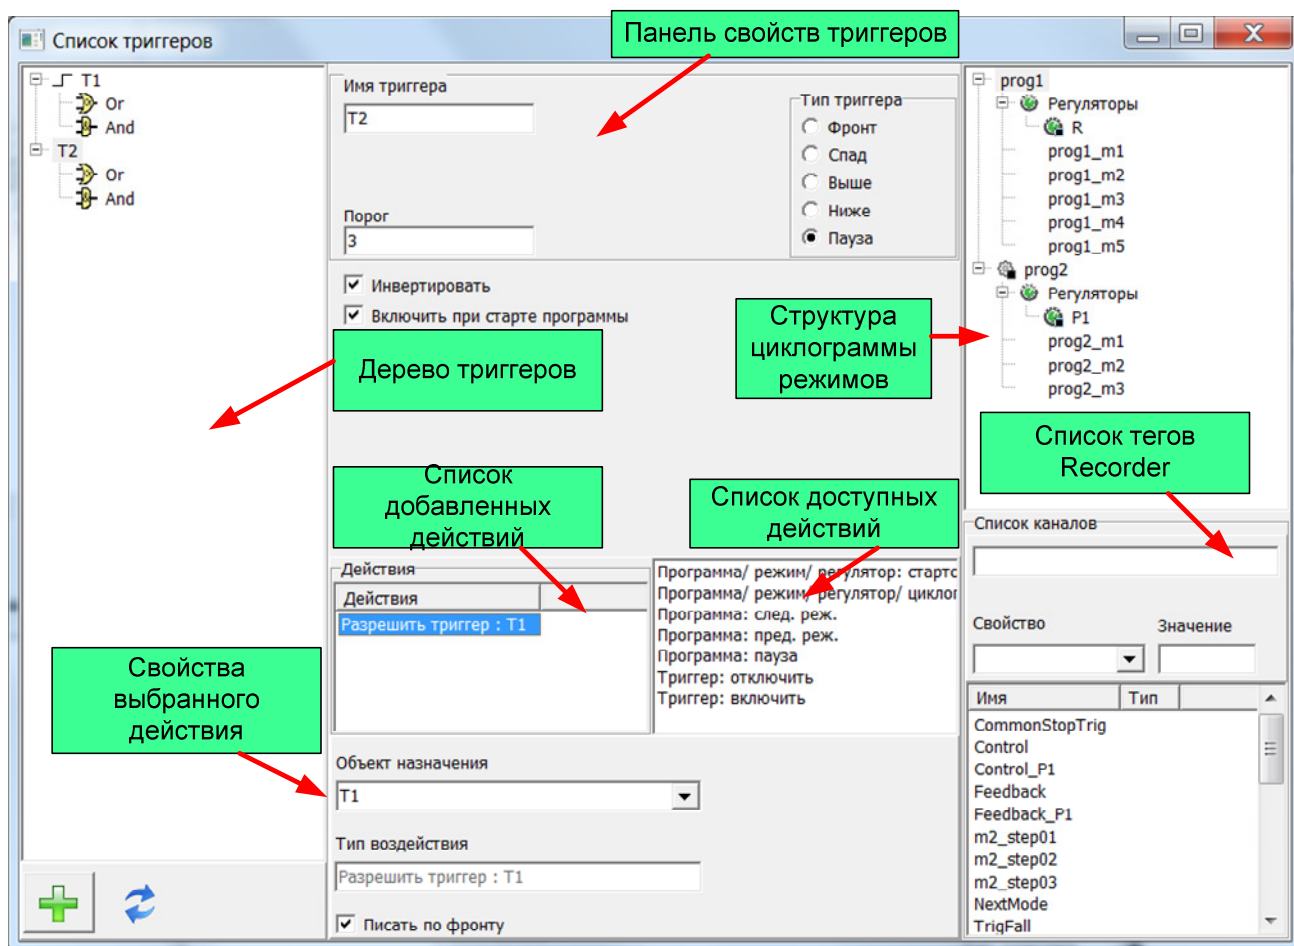 Список триггеров
Панель свойств триггеров
T1
Or
And
T2
Or
And
Имя триггера
T2
Порог
3
Тип триггера
Фронт
Спад
Выше
Ниже
Пауза
Инвертировать
Включить при старте программы
Дерево триггеров
Структура
циклограммы
режимов
prog1
Регуляторы
R
prog1_m1
prog1_m2
prog1_m3
prog1_m4
prog1_m5
prog2
Регуляторы
P1
prog2_m1
prog2_m2
prog2_m3
Список тегов
Recorder
Список
добавленных
действий
Список доступных
действий
Действия
Действия
Разрешить триггер : T1
Программа/ режим/ регулятор: старто
Программа/ режим/ регулятор/ циклог
Программа: след. реж.
Программа: пред. реж.
Программа: пауза
Триггер: отключить
Триггер: включить
Свойства
выбранного
действия
Объект назначения
T1
Тип воздействия
Разрешить триггер : T1
Писать по фронту
Список каналов
Свойство
Значение
Имя
Тип
CommonStopTrig
Control
Control_P1
Feedback
Feedback_P1
m2_step01
m2_step02
m2_step03
NextMode
TrigFall